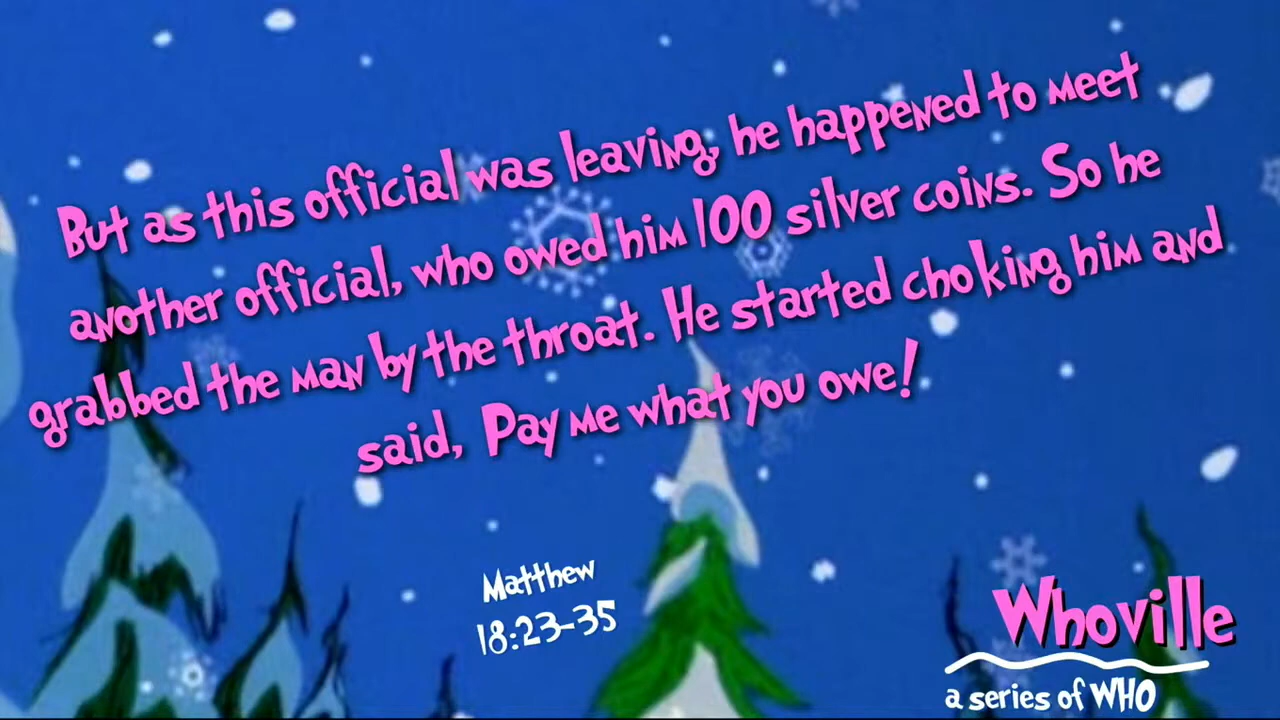 But as this official was leaving, he happened to meet
another official, who owed him 100 silver coins. So he
grabbed the man by the throat. He started choking him and
said, Pay me what you owe!
Matthew
18:23-35
Whoville
a series of WHO